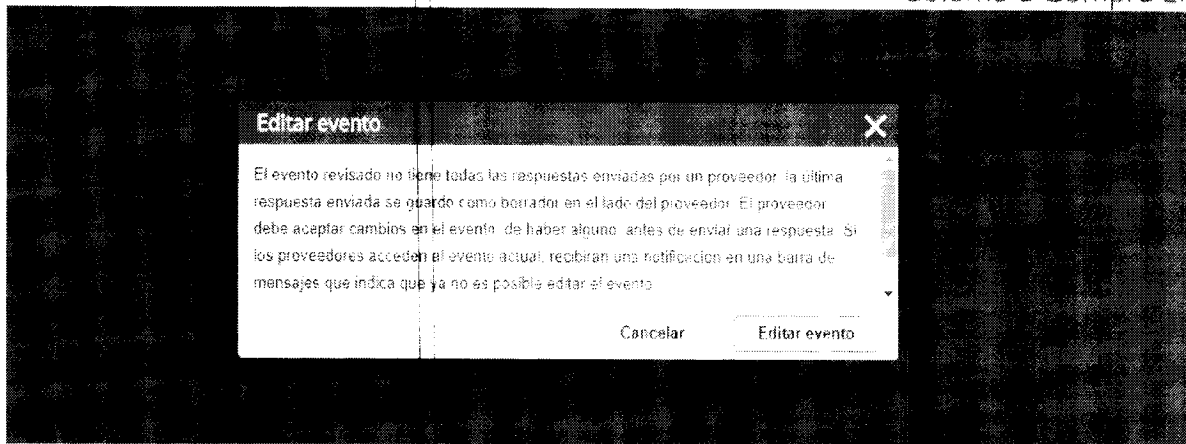 Editar evento
El evento revisado no tiene todas las respuestas enviadas por un proveedor, la última
respuesta enviada se guardo como borrador en el lado del proveedor. El proveedor
debe aceptar cambios en el evento, de haber alguno, antes de enviar una respuesta. Si
los proveedores acceden al evento actual, recibiran una notificacion en una barra de
mensajes que indica que ya no es posible editar el evento
Cancelar Editar evento